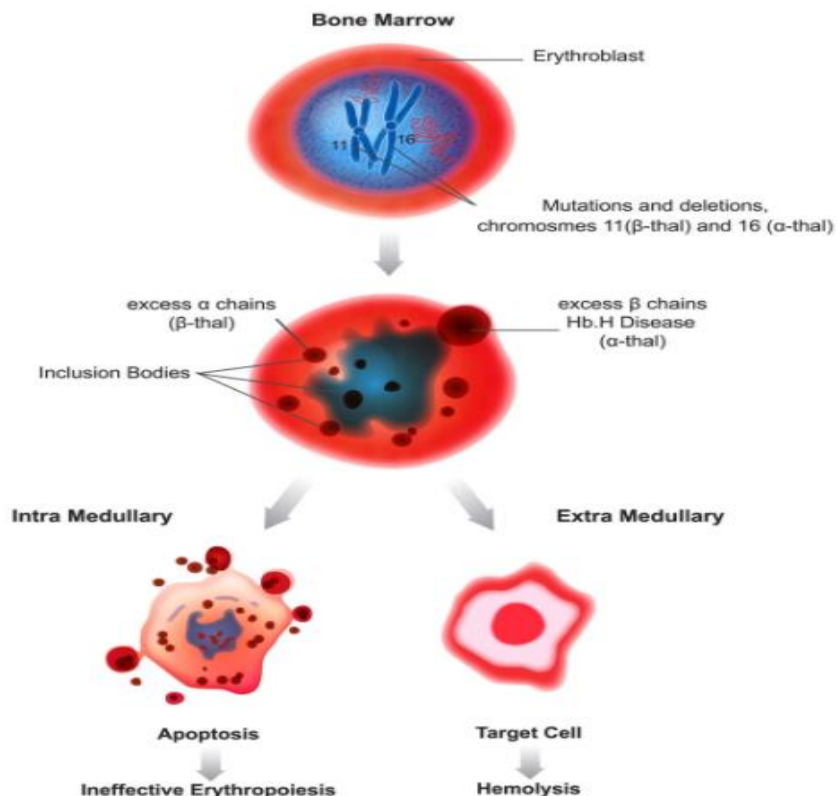 Bone Marrow
Erythroblast
11
16
Mutations and deletions,
chromosmes 11(β-thal) and 16 (α-thal)
excess α chains
(β-thal)
excess β chains
Hb.H Disease
(α-thal)
Inclusion Bodies
Intra Medullary
Extra Medullary
Apoptosis
Target Cell
Ineffective Erythropoiesis
Hemolysis